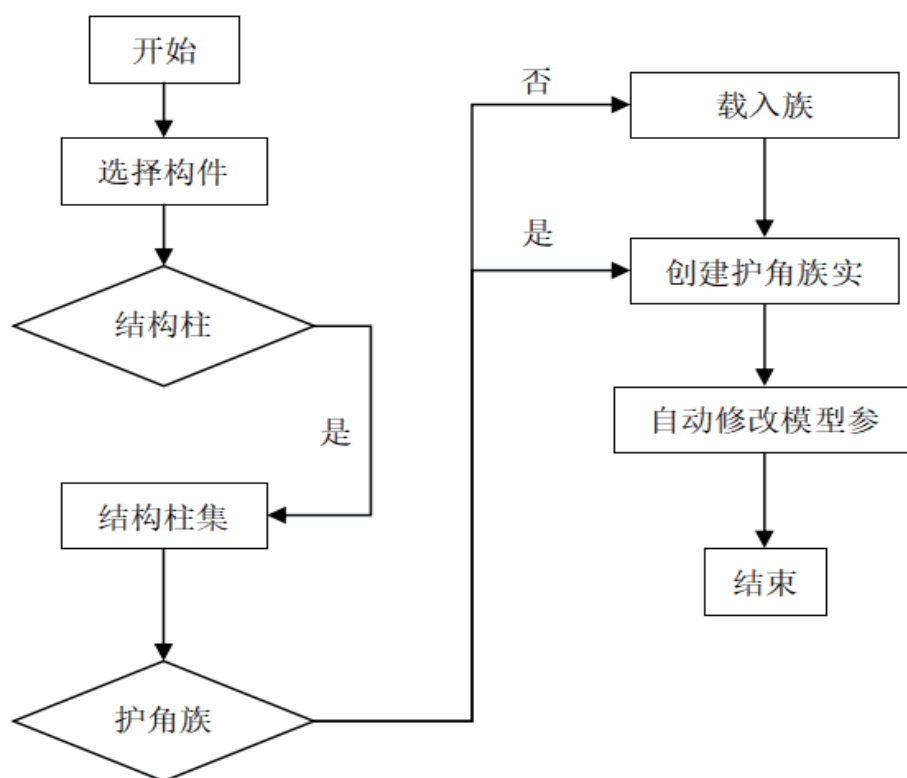 开始
选择构件
结构柱
是
结构柱集
护角族
否
载入族
是
创建护角族实
自动修改模型参
结束